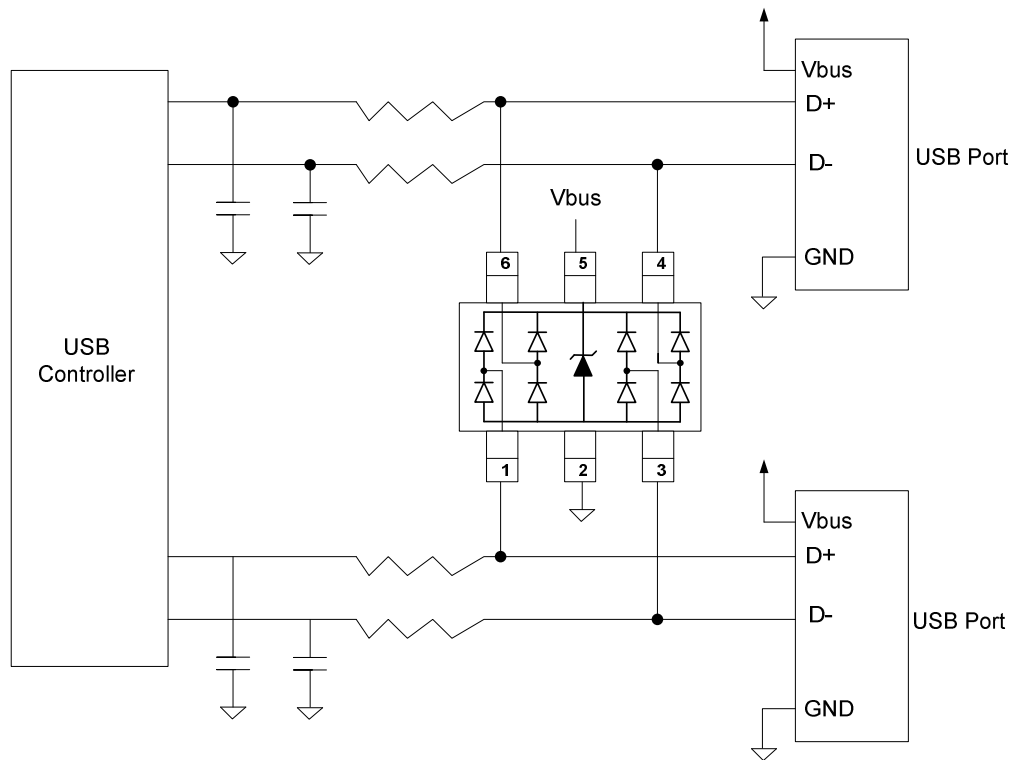 Vbus
D+
D-
USB Port
GND
Vbus
6
5
4
USB
Controller
1
2
3
Vbus
D+
D-
USB Port
GND